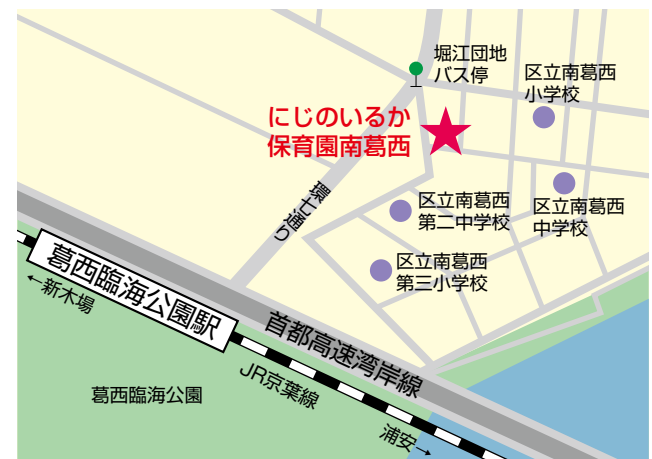 堀江団地
バス停
区立南葛西
小学校
にじのいるか
保育園南葛西
環七通り
区立南葛西
第二中学校
区立南葛西
中学校
区立南葛西
第三小学校
葛西臨海公園駅
←新木場
首都高速湾岸線
JR京葉線
葛西臨海公園
浦安→